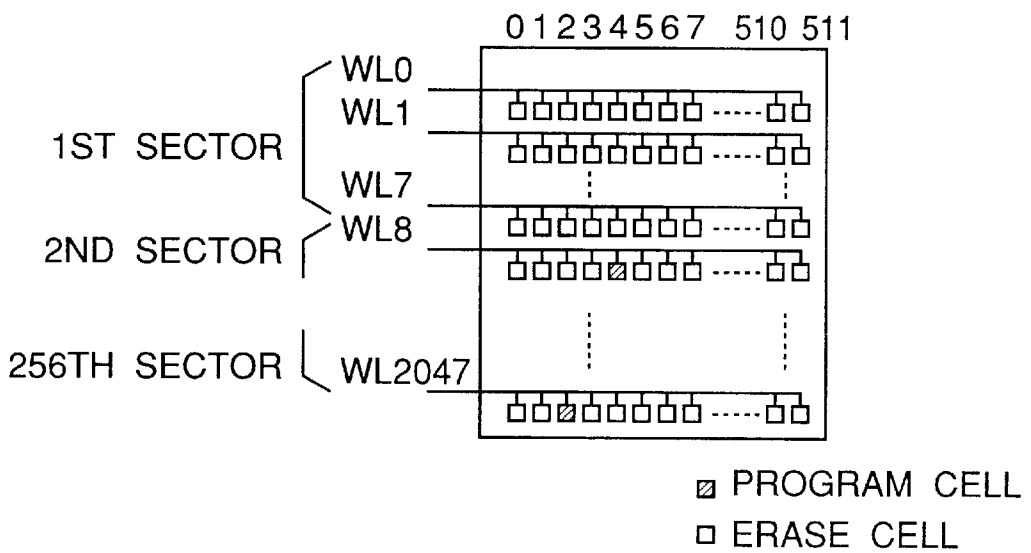 0 1 2 3 4 5 6 7 510 511
WL0
WL1
1ST SECTOR
WL7
WL8
2ND SECTOR
256TH SECTOR
WL2047
PROGRAM CELL
ERASE CELL